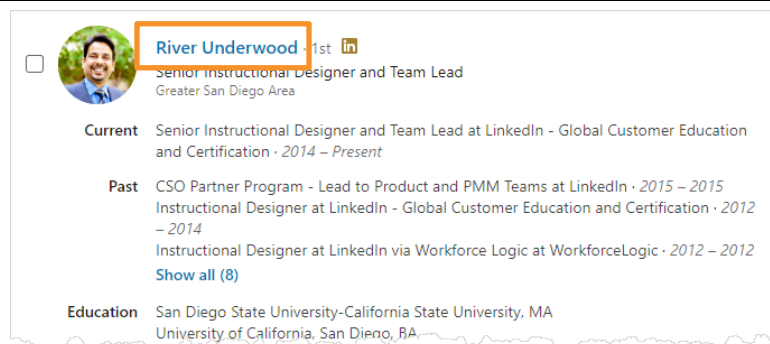 River Underwood · 1st in
Senior Instructional Designer and Team Lead
Greater San Diego Area
Current Senior Instructional Designer and Team Lead at LinkedIn - Global Customer Education
and Certification · 2014 – Present
Past CSO Partner Program - Lead to Product and PMM Teams at LinkedIn · 2015 – 2015
Instructional Designer at LinkedIn - Global Customer Education and Certification · 2012
– 2014
Instructional Designer at LinkedIn via Workforce Logic at WorkforceLogic · 2012 – 2012
Show all (8)
Education San Diego State University-California State University, MA
University of California, San Diego, BA